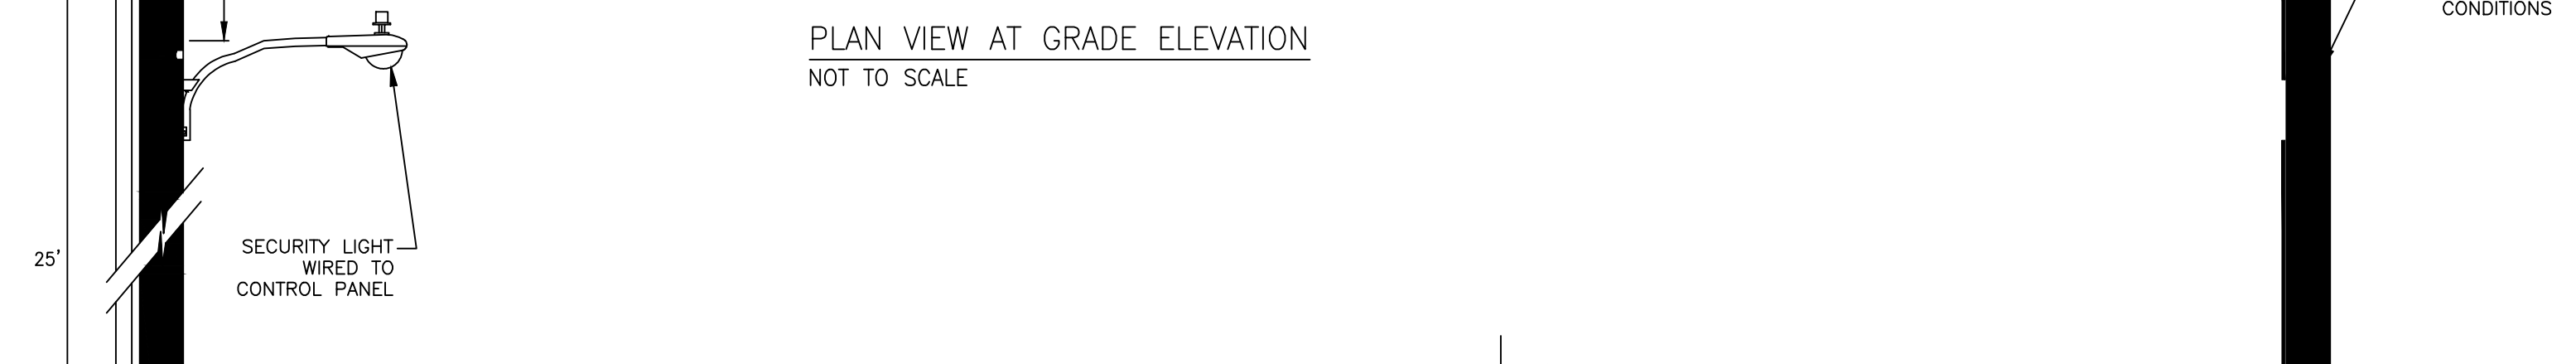 PLAN VIEW AT GRADE ELEVATION
NOT TO SCALE
CONDITIONS
25'
SECURITY LIGHT
WIRED TO
CONTROL PANEL